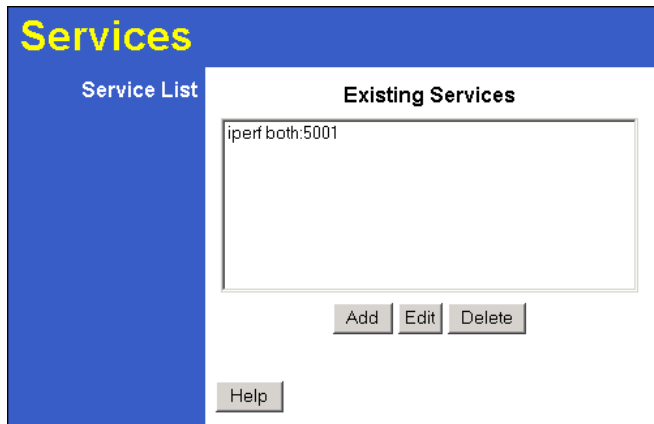 Services
Service List
Existing Services
iperf both:5001
Add Edit Delete
Help